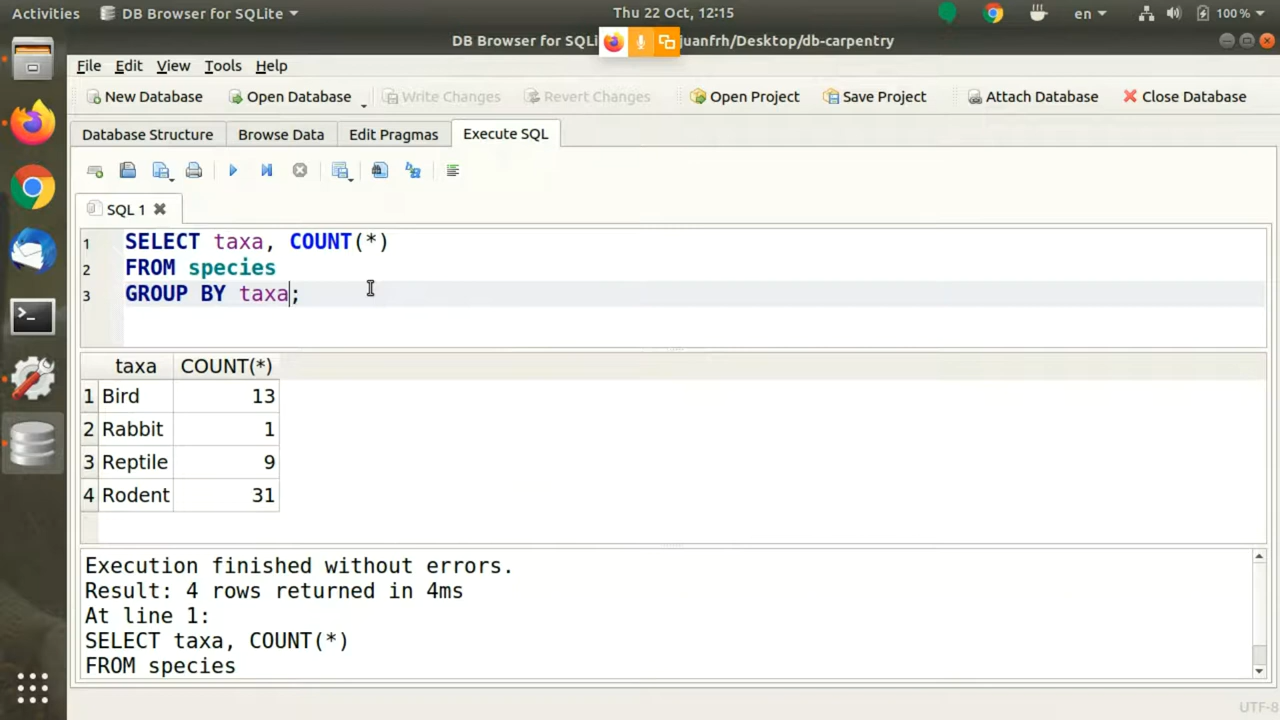 Activities DB Browser for SQLite Thu 22 Oct, 12:15 en 100 %
DB Browser for SQLi juanfrh/Desktop/db-carpentry
File Edit View Tools Help
New Database Open Database Write Changes Revert Changes Open Project Save Project Attach Database Close Database
Database Structure Browse Data Edit Pragmas Execute SQL
SQL 1
1 SELECT taxa, COUNT(*)
2 FROM species
3 GROUP BY taxa;
taxa COUNT(*)
1 Bird 13
2 Rabbit 1
3 Reptile 9
4 Rodent 31
Execution finished without errors.
Result: 4 rows returned in 4ms
At line 1:
SELECT taxa, COUNT(*)
FROM species
UTF-8